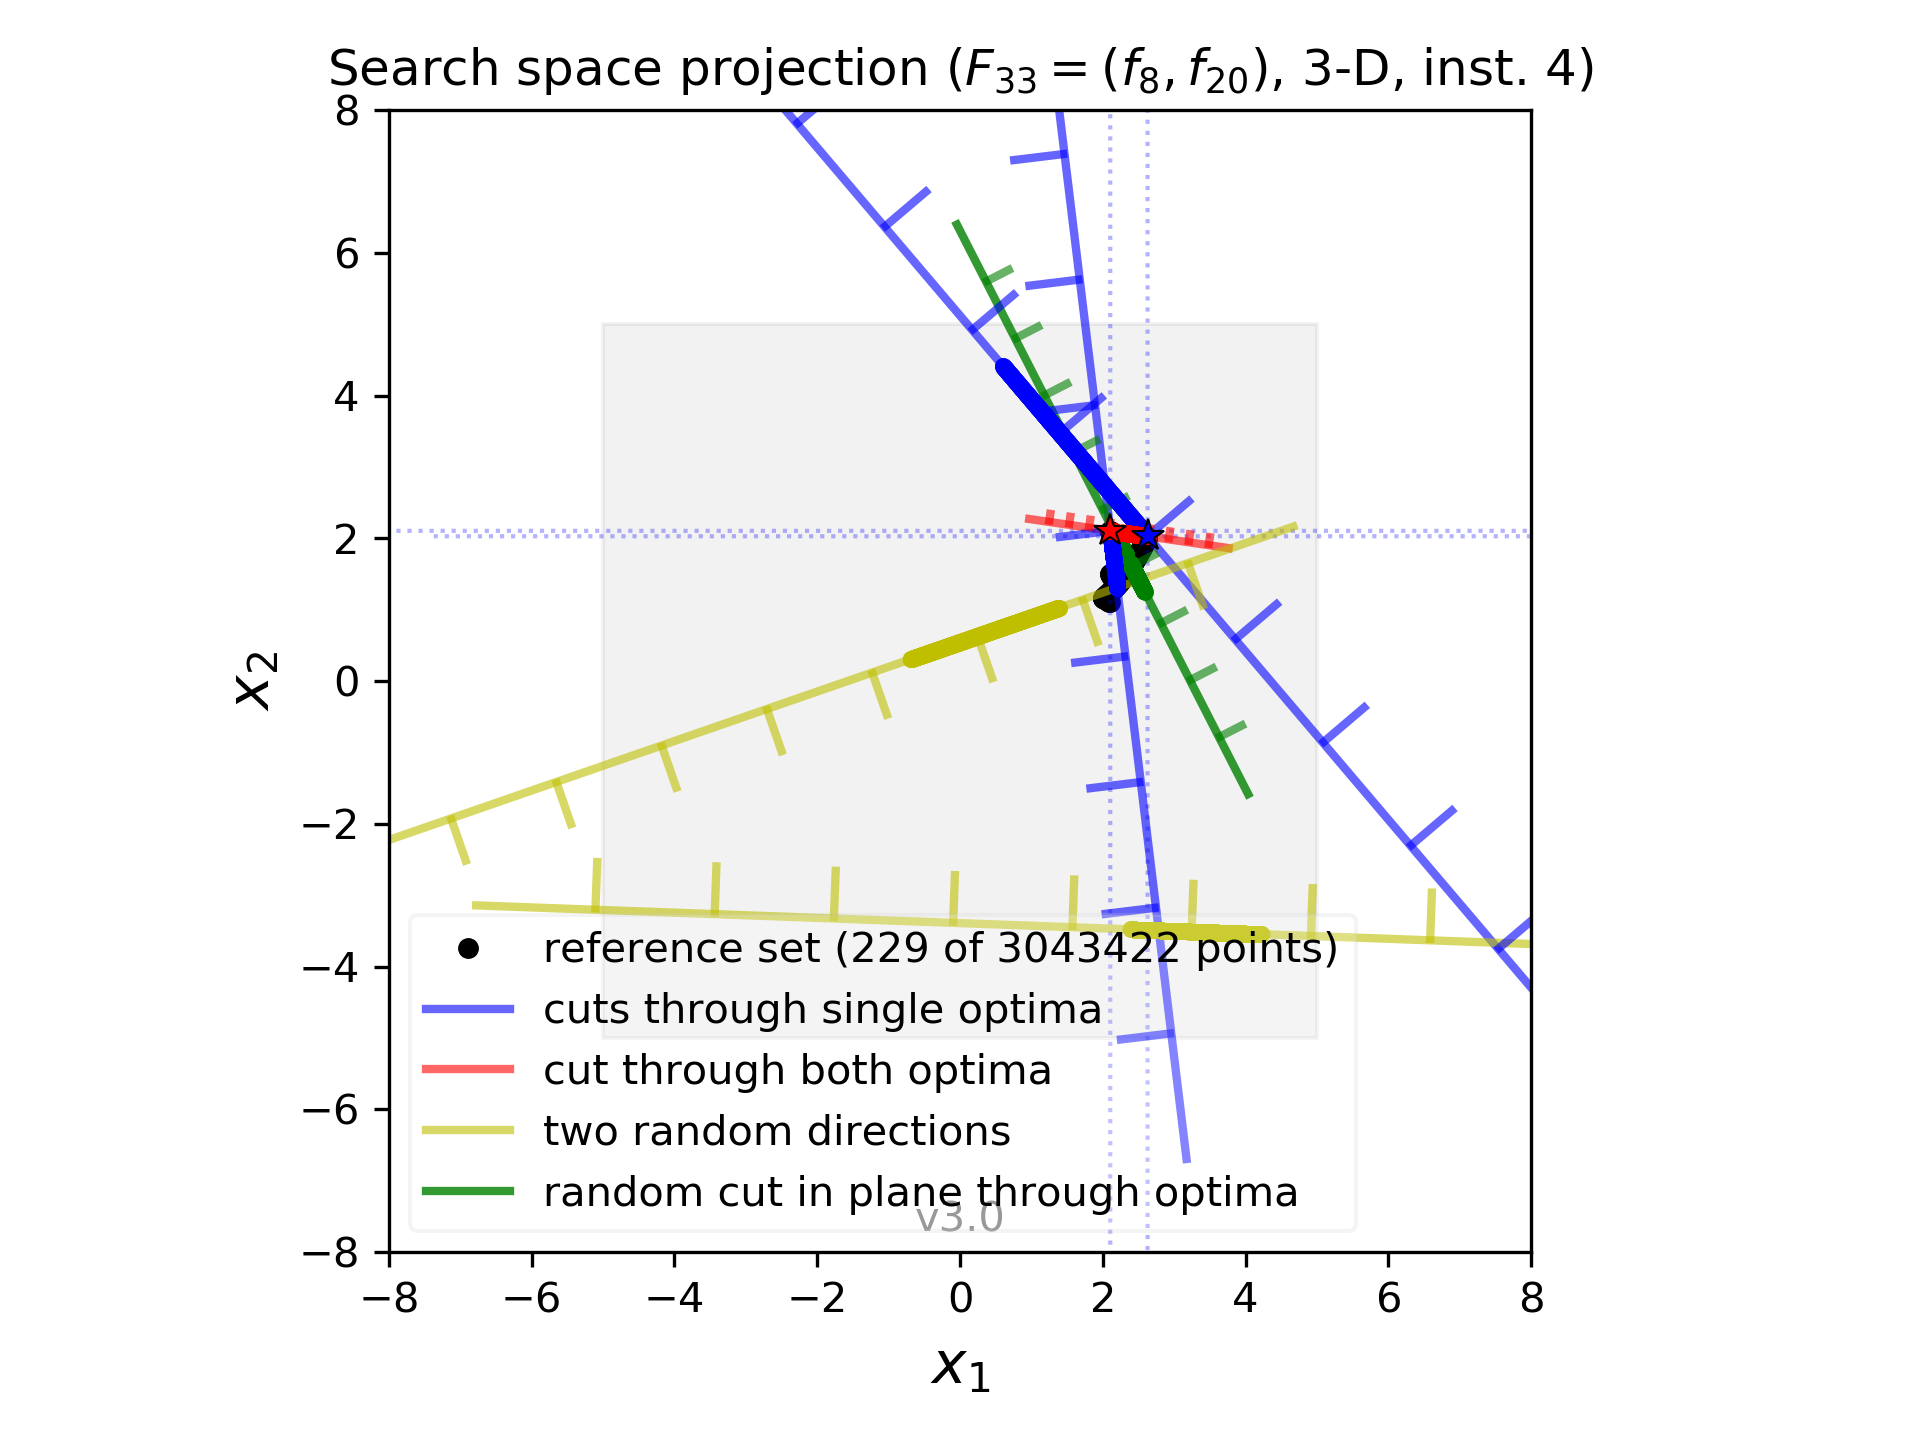 Search space projection (F33 = (f8, f20), 3-D, inst. 4)
8
6
4
2
0
−2
−4
−6
−8
x2
reference set (229 of 3043422 points)
cuts through single optima
cut through both optima
two random directions
random cut in plane through optima
v3.0
−8 −6 −4 −2 0 2 4 6 8
x1